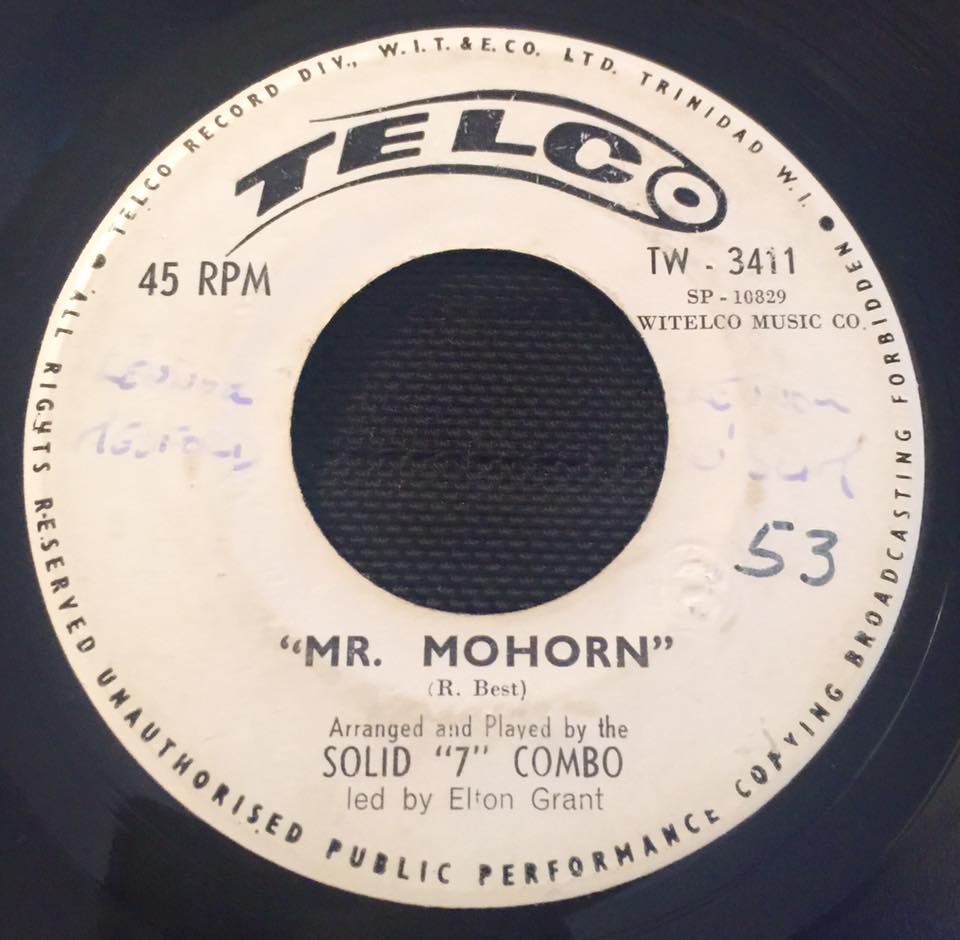 TELCO RECORD DIV., W.I.T. & E.CO. LTD. TRINIDAD W.I.
TELCO
45 RPM
TW - 3411
SP - 10829
WITELCO MUSIC CO.
53
“MR. MOHORN”
(R. Best)
Arranged and Played by the
SOLID “7” COMBO
led by Elton Grant
ALL RIGHTS RESERVED UNAUTHORISED PUBLIC PERFORMANCE COPYING BROADCASTING FORBIDDEN